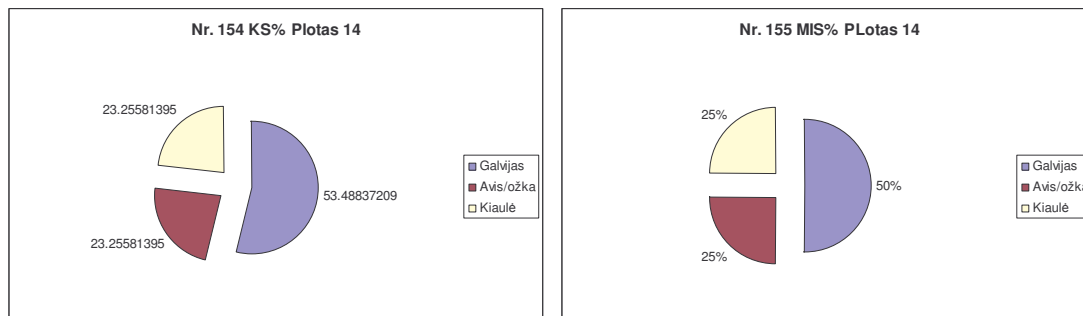 Nr. 154 KS% Plotas 14
23.25581395
53.48837209
23.25581395
Galvijas
Avis/ožka
Kiaulė
Nr. 155 MIS% PLotas 14
25%
50%
25%
Galvijas
Avis/ožka
Kiaulė